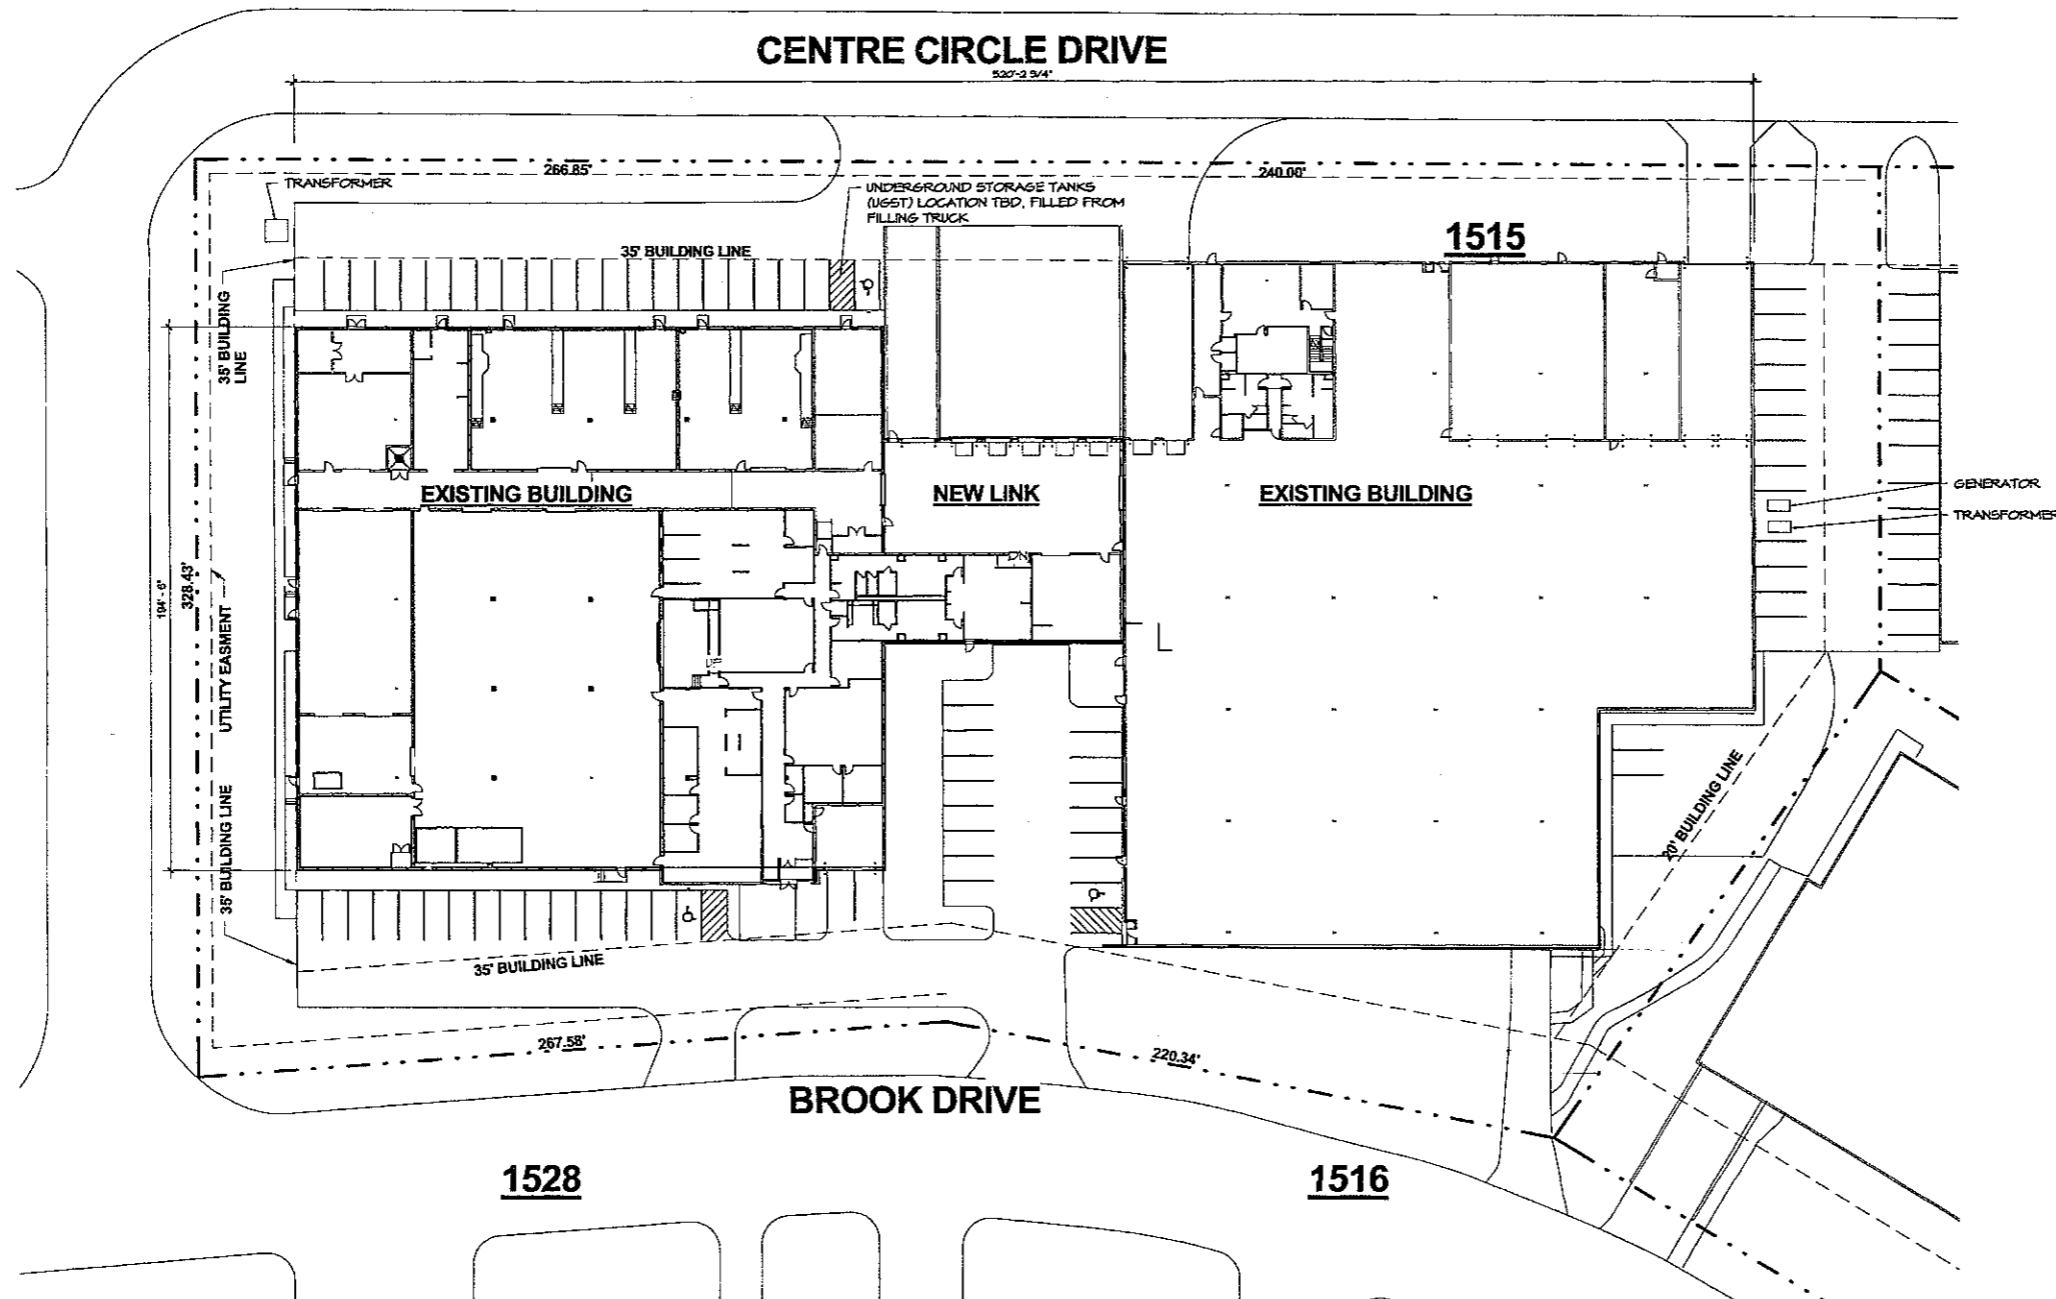 CENTRE CIRCLE DRIVE
520'-2 3/4"
266.85'
240.00'
TRANSFORMER
UNDERGROUND STORAGE TANKS
(UGST) LOCATION TBD, FILLED FROM
FILLING TRUCK
1515
35' BUILDING LINE
35' BUILDING
LINE
EXISTING BUILDING
NEW LINK
EXISTING BUILDING
GENERATOR
TRANSFORMER
DN
194'-6"
328.43'
UTILITY EASMENT
35' BUILDING LINE
20' BUILDING LINE
35' BUILDING LINE
267.58'
220.34'
BROOK DRIVE
1528
1516